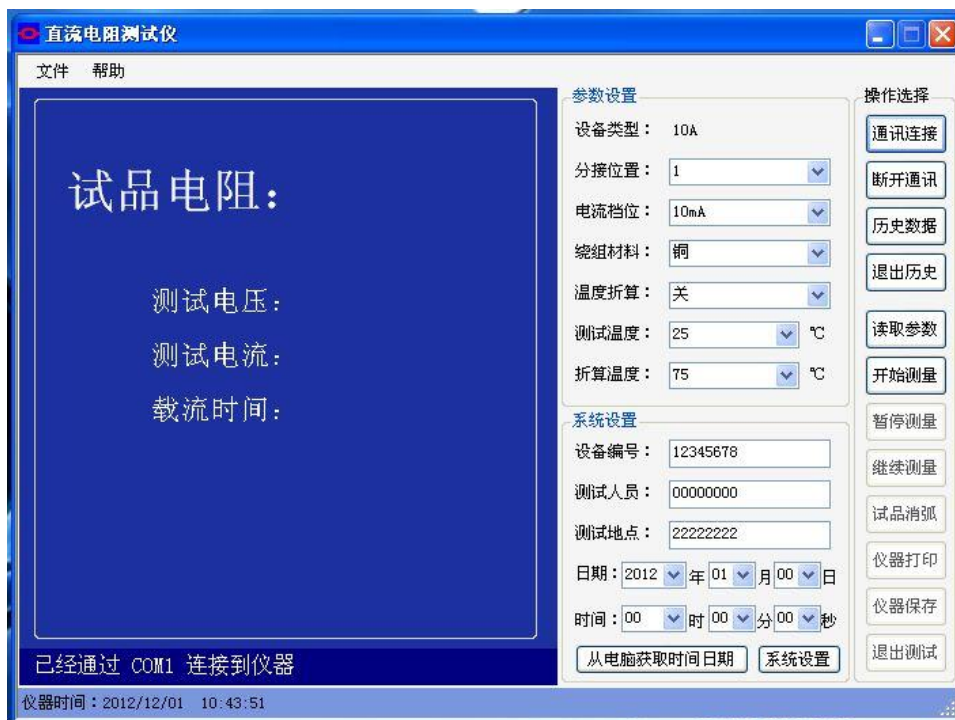 直流电阻测试仪
文件 帮助
试品电阻：
测试电压：
测试电流：
载流时间：
已经通过 COM1 连接到仪器
参数设置
设备类型： 10A
分接位置： 1
电流档位： 10mA
绕组材料： 铜
温度折算： 关
测试温度： 25 ℃
折算温度： 75 ℃
系统设置
设备编号： 12345678
测试人员： 00000000
测试地点： 22222222
日期：2012 年 01 月 00 日
时间：00 时 00 分 00 秒
从电脑获取时间日期 系统设置
操作选择
通讯连接
断开通讯
历史数据
退出历史
读取参数
开始测量
暂停测量
继续测量
试品消弧
仪器打印
仪器保存
退出测试
仪器时间：2012/12/01 10:43:51